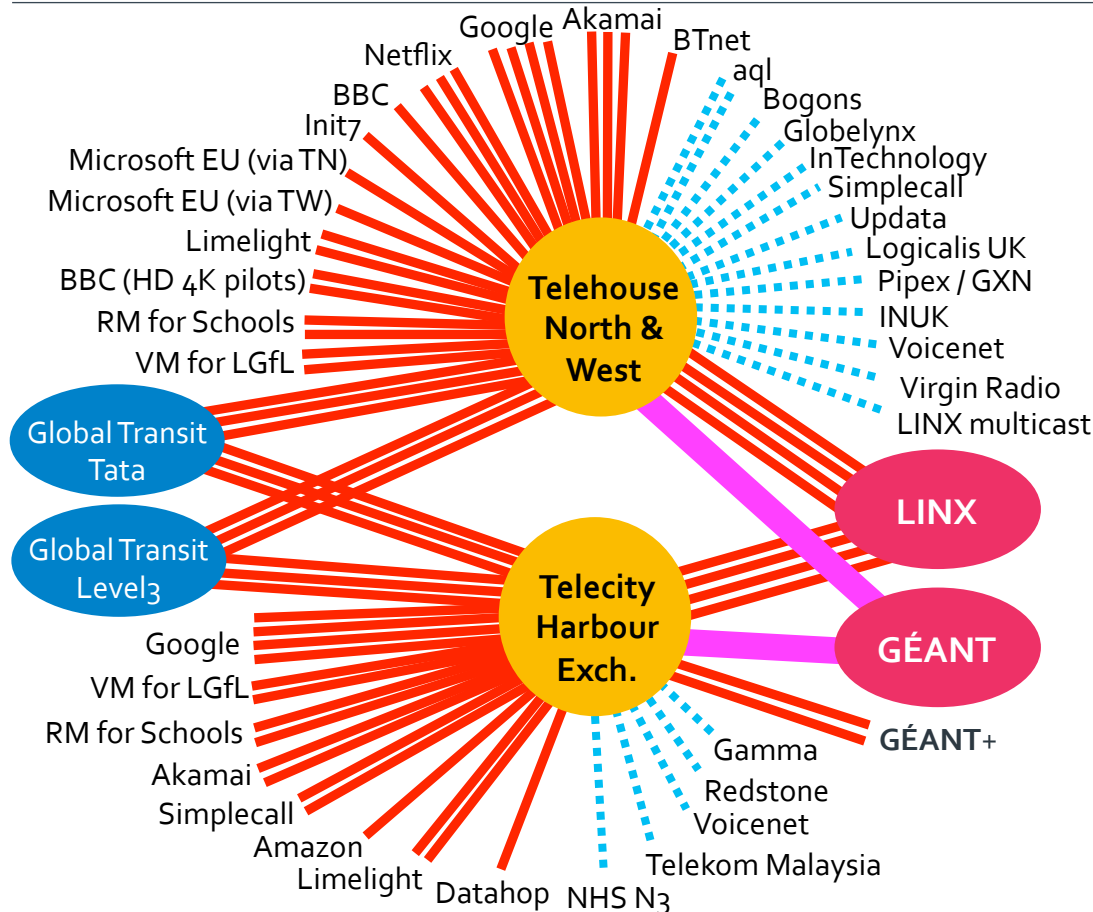 Google
Akamai
BTnet
Netflix
aql
BBC
Bogons
Init7
Globelynx
Microsoft EU (via TN)
InTechnology
Simplecall
Microsoft EU (via TW)
Updata
Limelight
Logicalis UK
BBC (HD 4K pilots)
Pipex / GXN
Telehouse
North &
West
RM for Schools
INUK
VM for LGfL
Voicenet
Virgin Radio
LINX multicast
Global Transit
Tata
LINX
Global Transit
Level3
Telecity
Harbour
Exch.
Google
GÉANT
VM for LGfL
RM for Schools
GÉANT+
Gamma
Akamai
Redstone
Simplecall
Voicenet
Amazon
Telekom Malaysia
Limelight
Datahop
NHS N3